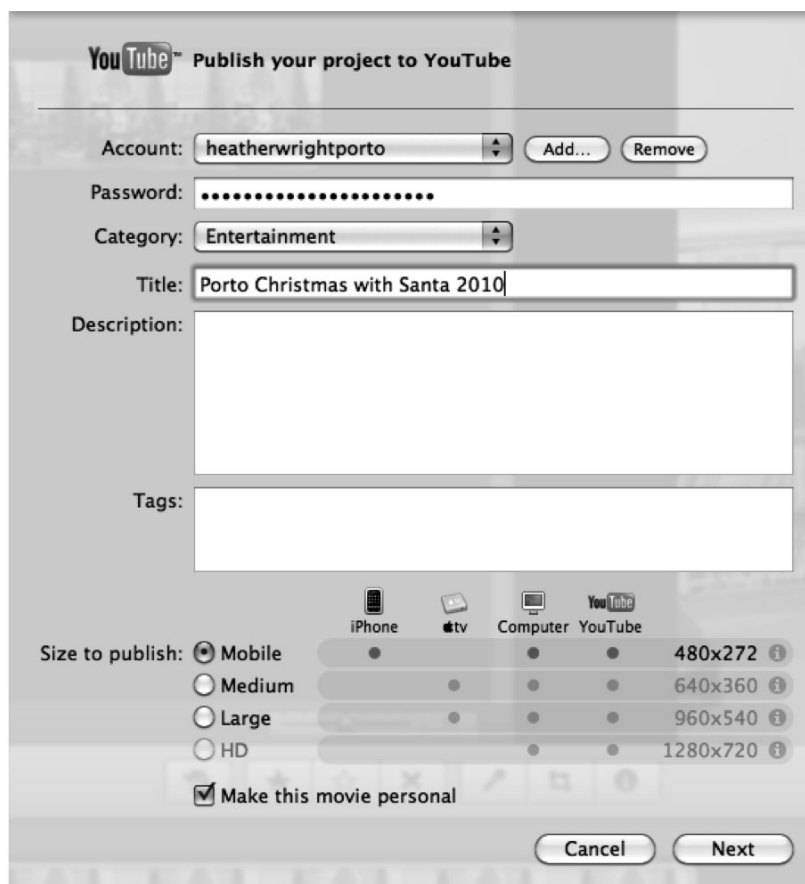 YouTube™ Publish your project to YouTube
Account: heatherwrightporto Add... Remove
Password: ••••••••••••••••••••••
Category: Entertainment
Title: Porto Christmas with Santa 2010
Description:
Tags:
YouTube
iPhone tv Computer YouTube
Size to publish: Mobile 480x272
Medium 640x360
Large 960x540
HD 1280x720
Make this movie personal
Cancel Next